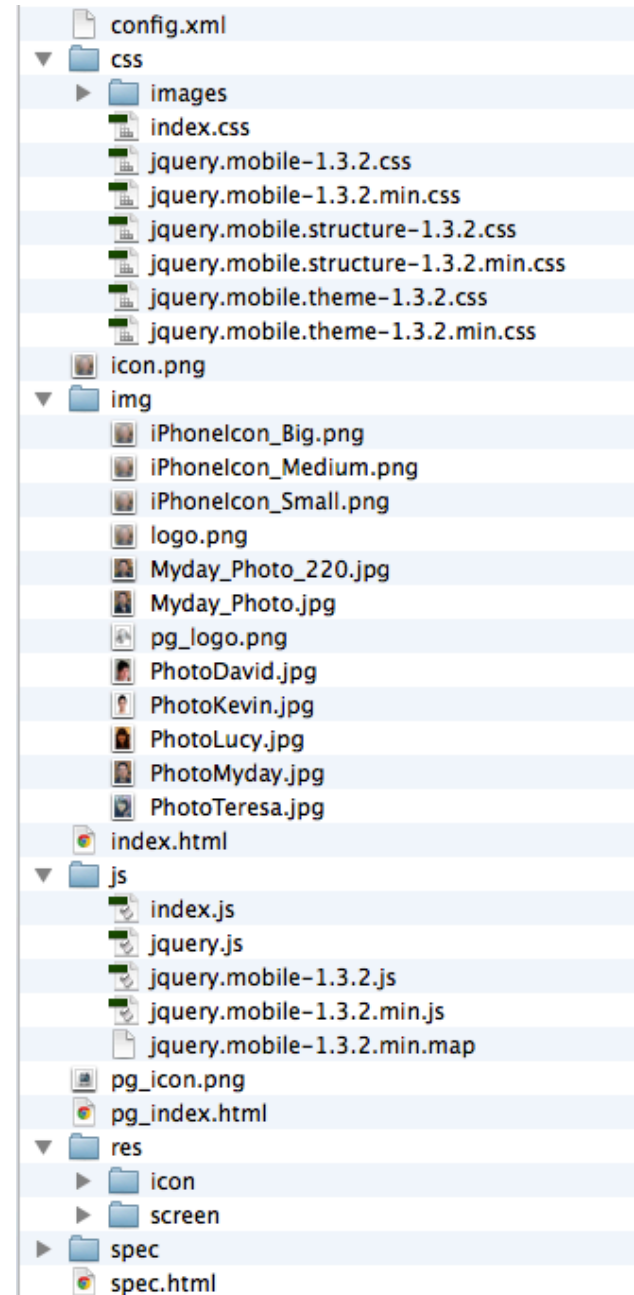 config.xml
css
images
index.css
jquery.mobile-1.3.2.css
jquery.mobile-1.3.2.min.css
jquery.mobile.structure-1.3.2.css
jquery.mobile.structure-1.3.2.min.css
jquery.mobile.theme-1.3.2.css
jquery.mobile.theme-1.3.2.min.css
icon.png
img
iPhoneIcon_Big.png
iPhoneIcon_Medium.png
iPhoneIcon_Small.png
logo.png
Myday_Photo_220.jpg
Myday_Photo.jpg
pg_logo.png
PhotoDavid.jpg
PhotoKevin.jpg
PhotoLucy.jpg
PhotoMyday.jpg
PhotoTeresa.jpg
index.html
js
index.js
jquery.js
jquery.mobile-1.3.2.js
jquery.mobile-1.3.2.min.js
jquery.mobile-1.3.2.min.map
pg_icon.png
pg_index.html
res
icon
screen
spec
spec.html